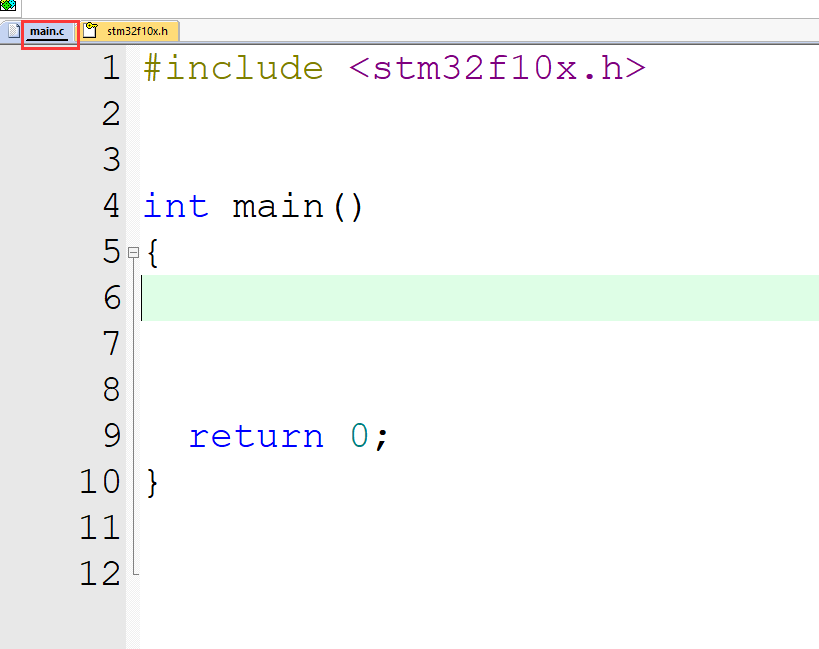 main.c stm32f10x.h
1 #include <stm32f10x.h>
2
3
4 int main()
5 {
6
7
8
9 return 0;
10 }
11
12